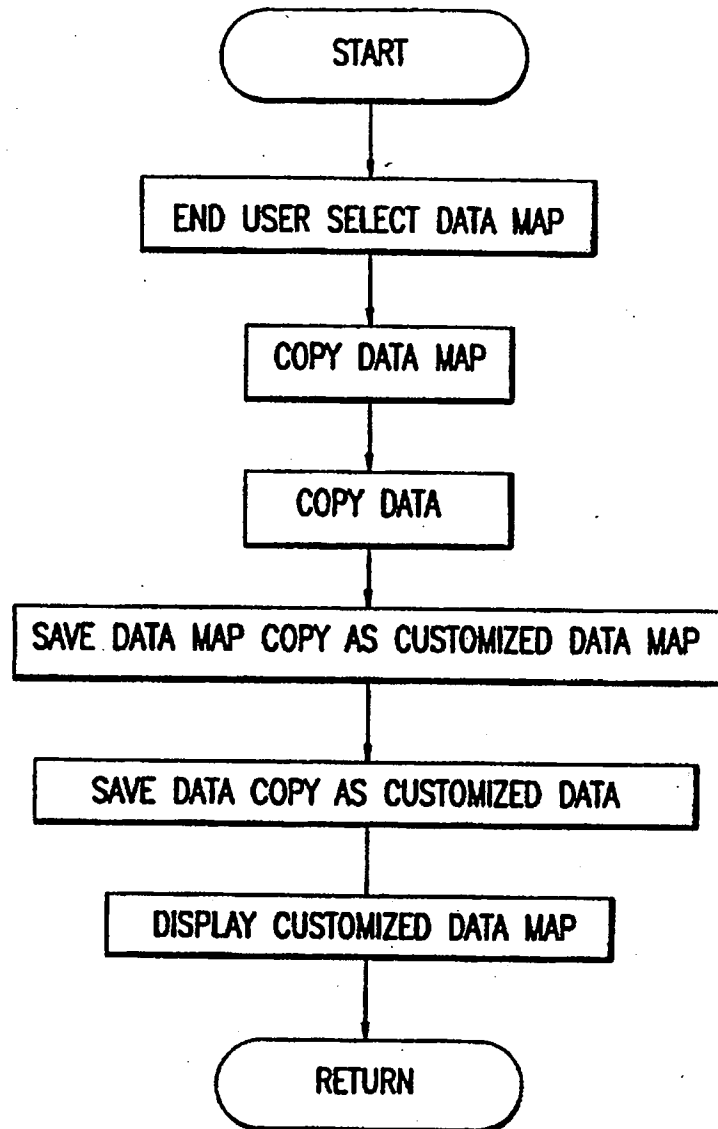 START
END USER SELECT DATA MAP
COPY DATA MAP
COPY DATA
SAVE DATA MAP COPY AS CUSTOMIZED DATA MAP
SAVE DATA COPY AS CUSTOMIZED DATA
DISPLAY CUSTOMIZED DATA MAP
RETURN